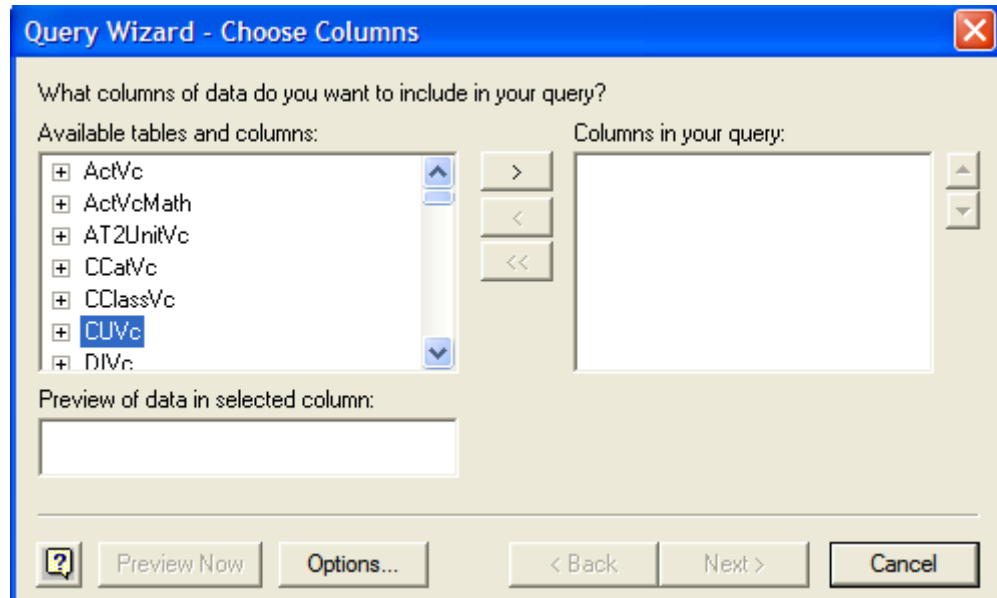 Query Wizard - Choose Columns
What columns of data do you want to include in your query?
Available tables and columns:
Columns in your query:
ActVc
ActVcMath
AT2UnitVc
CCatVc
CClassVc
CUVc
DIVc
>
<
<<
Preview of data in selected column:
? Preview Now Options... < Back Next > Cancel